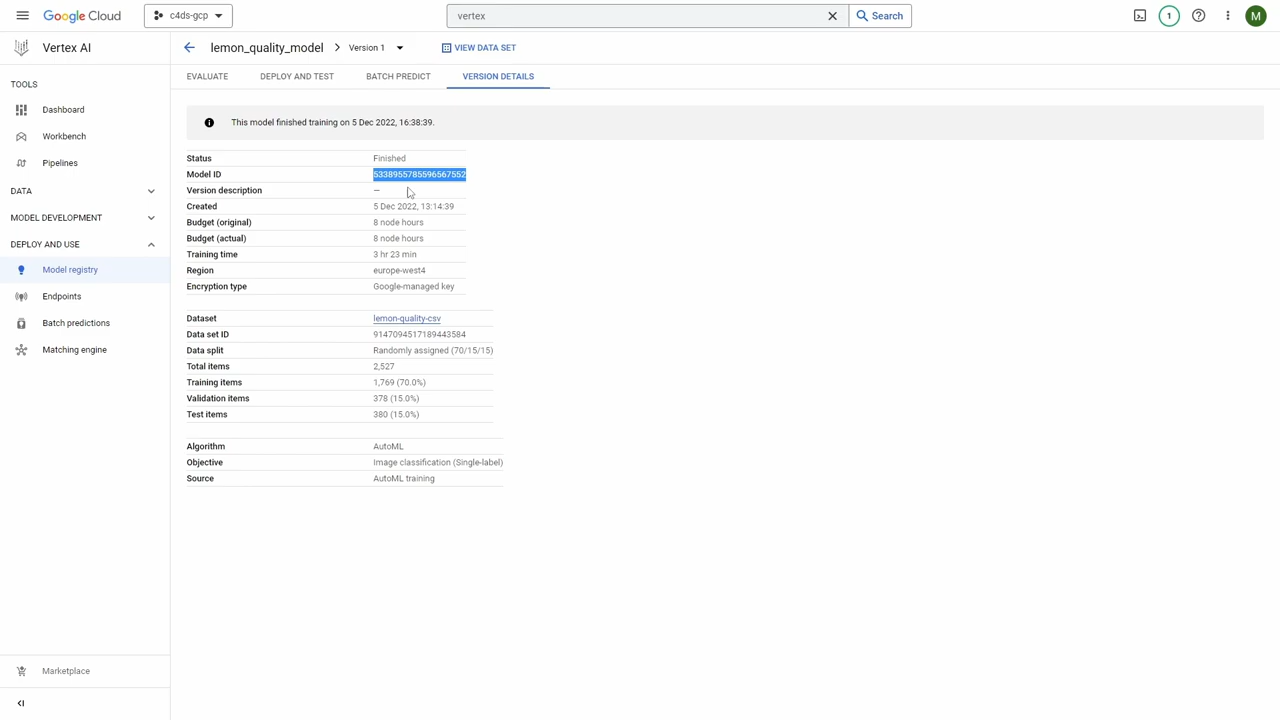 Google Cloud
c4ds-gcp
vertex
Search
1
M
Vertex AI
lemon_quality_model
Version 1
VIEW DATA SET
EVALUATE
DEPLOY AND TEST
BATCH PREDICT
VERSION DETAILS
TOOLS
Dashboard
Workbench
Pipelines
DATA
MODEL DEVELOPMENT
DEPLOY AND USE
Model registry
Endpoints
Batch predictions
Matching engine
Marketplace
This model finished training on 5 Dec 2022, 16:38:39.
Status Finished
Model ID 5338955785596567552
Version description —
Created 5 Dec 2022, 13:14:39
Budget (original) 8 node hours
Budget (actual) 8 node hours
Training time 3 hr 23 min
Region europe-west4
Encryption type Google-managed key
Dataset lemon-quality-csv
Data set ID 9147094517189443584
Data split Randomly assigned (70/15/15)
Total items 2,527
Training items 1,769 (70.0%)
Validation items 378 (15.0%)
Test items 380 (15.0%)
Algorithm AutoML
Objective Image classification (Single-label)
Source AutoML training